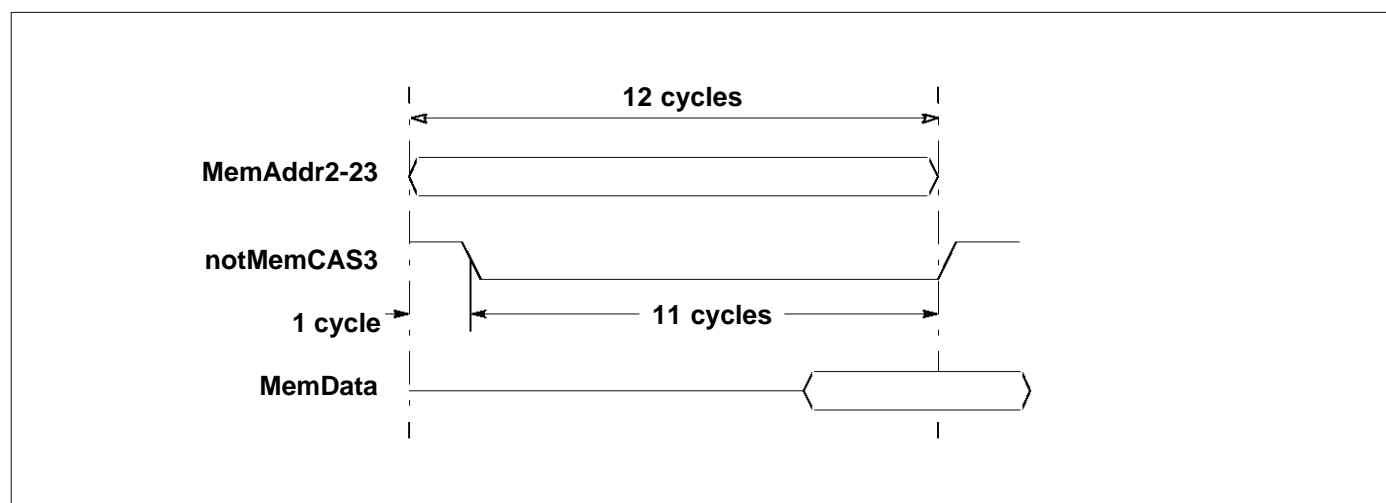 12 cycles
MemAddr2-23
notMemCAS3
1 cycle
11 cycles
MemData